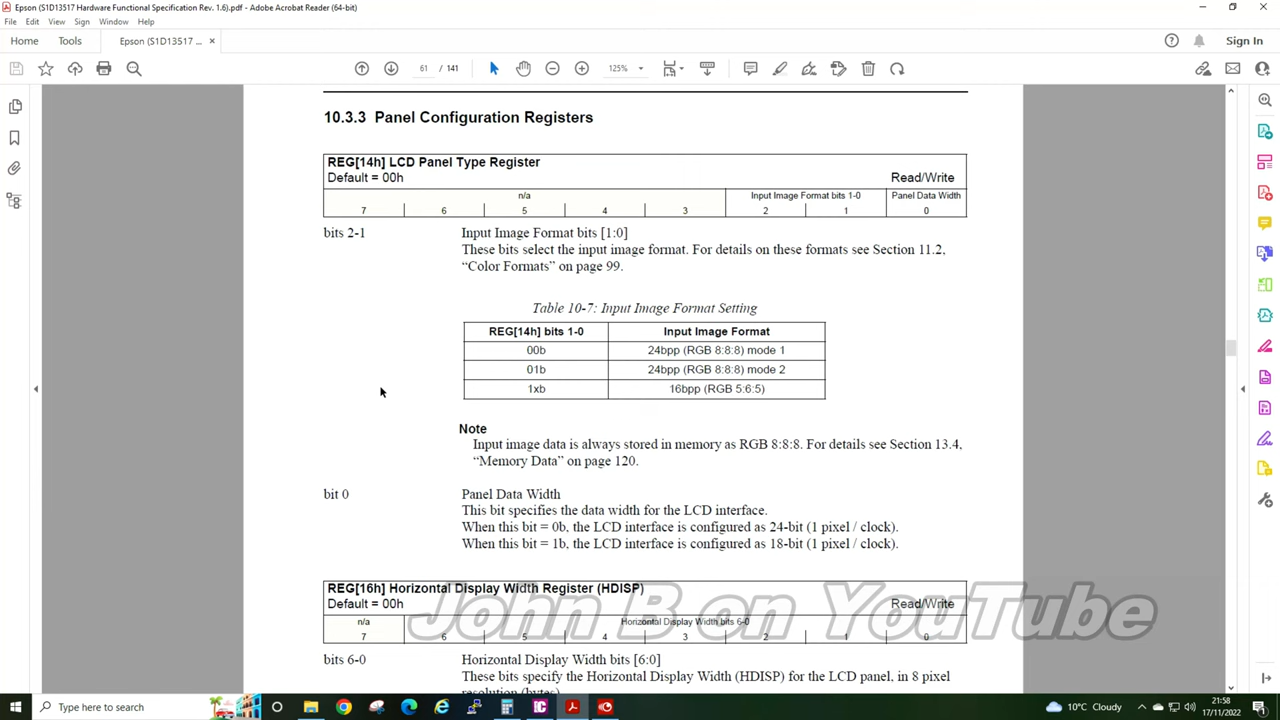 Epson (S1D13517 Hardware Functional Specification Rev. 1.6).pdf - Adobe Acrobat Reader (64-bit)
File Edit View Sign Window Help
Home Tools Epson (S1D13517 ... × Sign In
61 / 141 125%
10.3.3 Panel Configuration Registers
REG[14h] LCD Panel Type Register
Default = 00h Read/Write
n/a Input Image Format bits 1-0 Panel Data Width
7 6 5 4 3 2 1 0
bits 2-1 Input Image Format bits [1:0]
These bits select the input image format. For details on these formats see Section 11.2,
“Color Formats” on page 99.
Table 10-7: Input Image Format Setting
REG[14h] bits 1-0 Input Image Format
00b 24bpp (RGB 8:8:8) mode 1
01b 24bpp (RGB 8:8:8) mode 2
1xb 16bpp (RGB 5:6:5)
Note
Input image data is always stored in memory as RGB 8:8:8. For details see Section 13.4,
“Memory Data” on page 120.
bit 0 Panel Data Width
This bit specifies the data width for the LCD interface.
When this bit = 0b, the LCD interface is configured as 24-bit (1 pixel / clock).
When this bit = 1b, the LCD interface is configured as 18-bit (1 pixel / clock).
REG[16h] Horizontal Display Width Register (HDISP)
Default = 00h Read/Write
John B on YouTube
n/a Horizontal Display Width bits 6-0
7 6 5 4 3 2 1 0
bits 6-0 Horizontal Display Width bits [6:0]
These bits specify the Horizontal Display Width (HDISP) for the LCD panel, in 8 pixel
resolution (bytes)
Type here to search 10°C Cloudy 21:58
17/11/2022